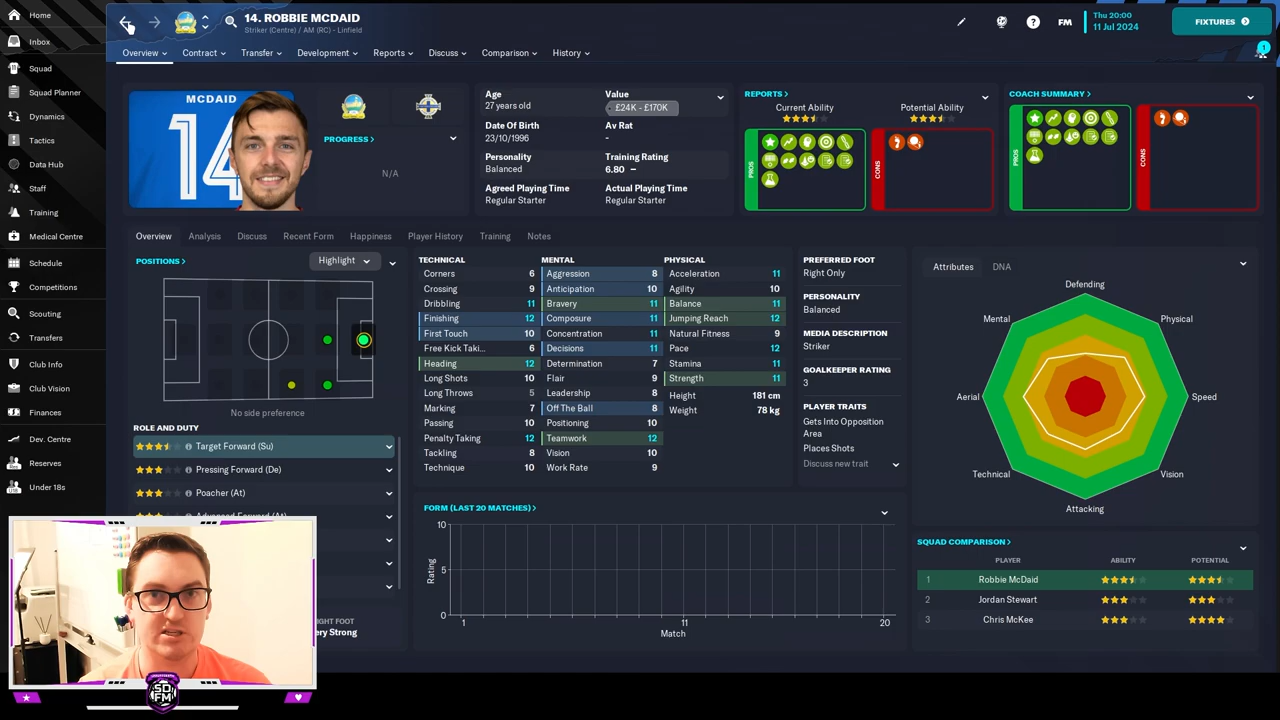 Home
Inbox
Squad
Squad Planner
Dynamics
Tactics
Data Hub
Staff
Training
Medical Centre
Schedule
Competitions
Scouting
Transfers
Club Info
Club Vision
Finances
Dev. Centre
Reserves
Under 18s
14. ROBBIE MCDAID
Striker (Centre) / AM (RC) - Linfield
FM
Thu 20:00
11 Jul 2024
FIXTURES
1
Overview
Contract
Transfer
Development
Reports
Discuss
Comparison
History
MCDAID
14
PROGRESS >
N/A
Age
27 years old
Value
£24K - £170K
Date Of Birth
23/10/1996
Av Rat
-
Personality
Balanced
Training Rating
6.80 –
Agreed Playing Time
Regular Starter
Actual Playing Time
Regular Starter
REPORTS >
Current Ability
Potential Ability
PROS
CONS
COACH SUMMARY >
PROS
CONS
Overview
Analysis
Discuss
Recent Form
Happiness
Player History
Training
Notes
POSITIONS >
Highlight
No side preference
ROLE AND DUTY
Target Forward (Su)
Pressing Forward (De)
Poacher (At)
TECHNICAL
Corners 6
Crossing 9
Dribbling 11
Finishing 12
First Touch 10
Free Kick Taki... 6
Heading 12
Long Shots 10
Long Throws 5
Marking 7
Passing 10
Penalty Taking 12
Tackling 8
Technique 10
MENTAL
Aggression 8
Anticipation 10
Bravery 11
Composure 11
Concentration 11
Decisions 11
Determination 7
Flair 9
Leadership 8
Off The Ball 8
Positioning 10
Teamwork 12
Vision 10
Work Rate 9
PHYSICAL
Acceleration 11
Agility 10
Balance 11
Jumping Reach 12
Natural Fitness 9
Pace 12
Stamina 11
Strength 11
Height 181 cm
Weight 78 kg
PREFERRED FOOT
Right Only
PERSONALITY
Balanced
MEDIA DESCRIPTION
Striker
GOALKEEPER RATING
3
PLAYER TRAITS
Gets Into Opposition
Area
Places Shots
Discuss new trait
Attributes
DNA
Defending
Physical
Speed
Vision
Attacking
Technical
Aerial
Mental
FORM (LAST 20 MATCHES) >
Rating
10
5
0
1
11
20
Match
SQUAD COMPARISON >
PLAYER ABILITY POTENTIAL
1 Robbie McDaid
2 Jordan Stewart
3 Chris McKee
Strong
SD
FM